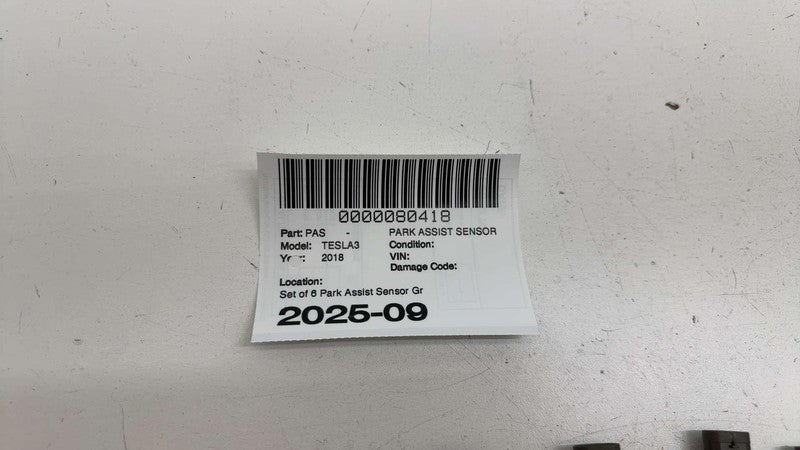 0000080418
Part: PAS - PARK ASSIST SENSOR
Model: TESLA3 Condition:
2018 VIN:
Damage Code:
Location:
Set of 6 Park Assist Sensor Gr
2025-09